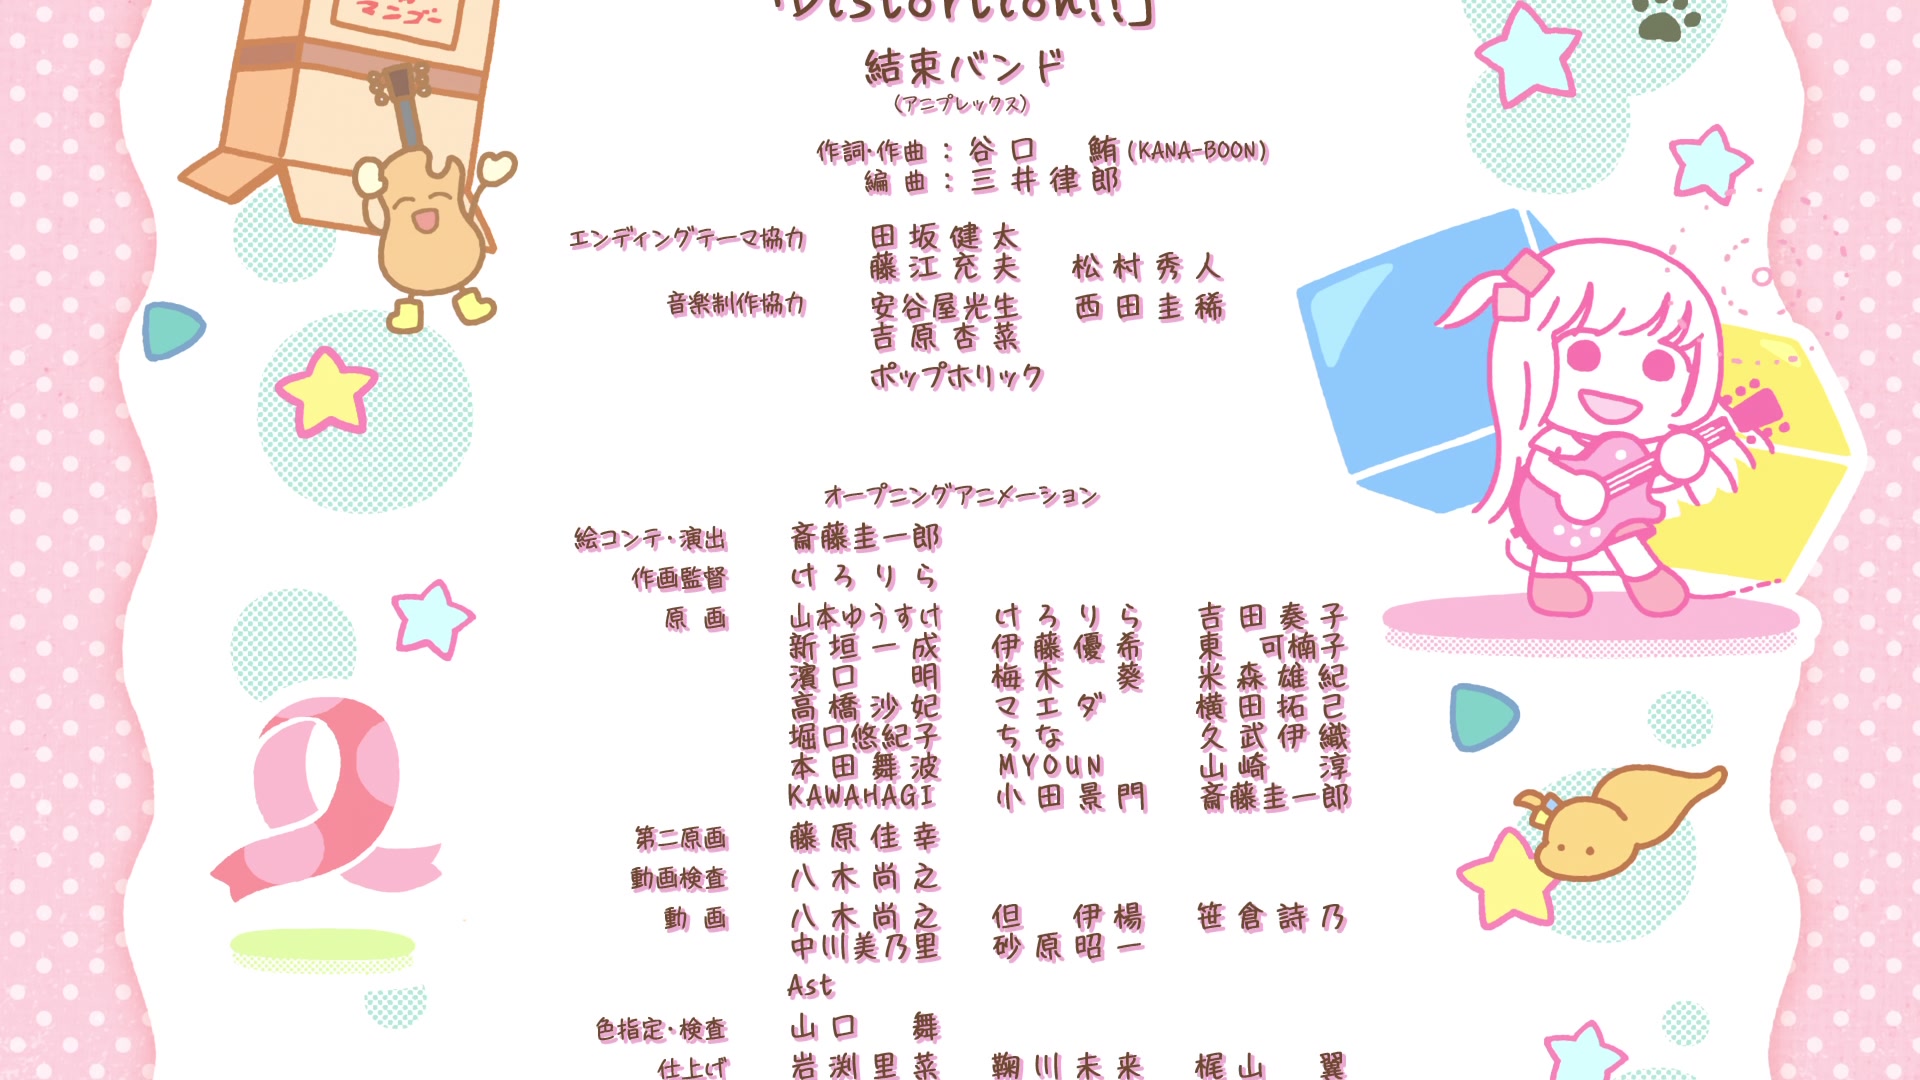 マンゴー
「Distortion!!」
結束バンド
(アニプレックス)
作詞・作曲：谷口 鮪(KANA-BOON)
編曲：三井律郎
エンディングテーマ協力 田坂健太
藤江充夫 松村秀人
音楽制作協力 安谷屋光生 西田圭稀
吉原杏菜
ポップホリック
オープニングアニメーション
絵コンテ・演出 斎藤圭一郎
作画監督 けろりら
原画 山本ゆうすけ けろりら 吉田奏子
新垣一成 伊藤優希 東 可楠子
濱口 明 梅木 葵 米森雄紀
高橋沙妃 マエダ 横田拓己
堀口悠紀子 ちな 久武伊織
本田舞波 MYOUN 山崎 淳
KAWAHAGI 小田景門 斎藤圭一郎
第二原画 藤原佳幸
動画検査 八木尚之
動画 八木尚之 但 伊楊 笹倉詩乃
中川美乃里 砂原昭一
Ast
色指定・検査 山口 舞
仕上げ 岩渕里菜 鞠川未来 梶山 翼